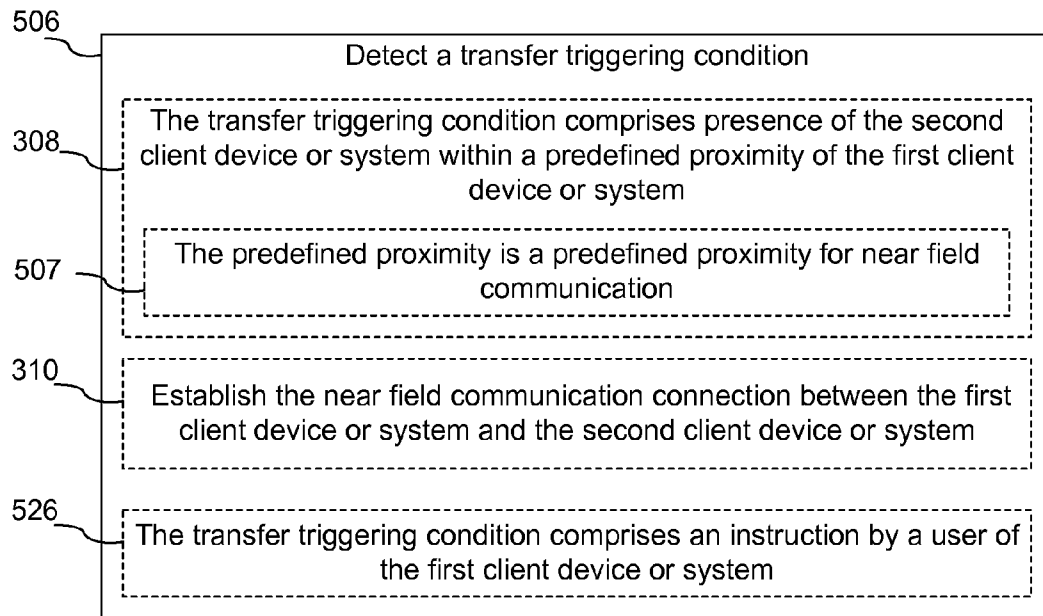 506
Detect a transfer triggering condition
308
The transfer triggering condition comprises presence of the second
client device or system within a predefined proximity of the first client
device or system
507
The predefined proximity is a predefined proximity for near field
communication
310
Establish the near field communication connection between the first
client device or system and the second client device or system
526
The transfer triggering condition comprises an instruction by a user of
the first client device or system